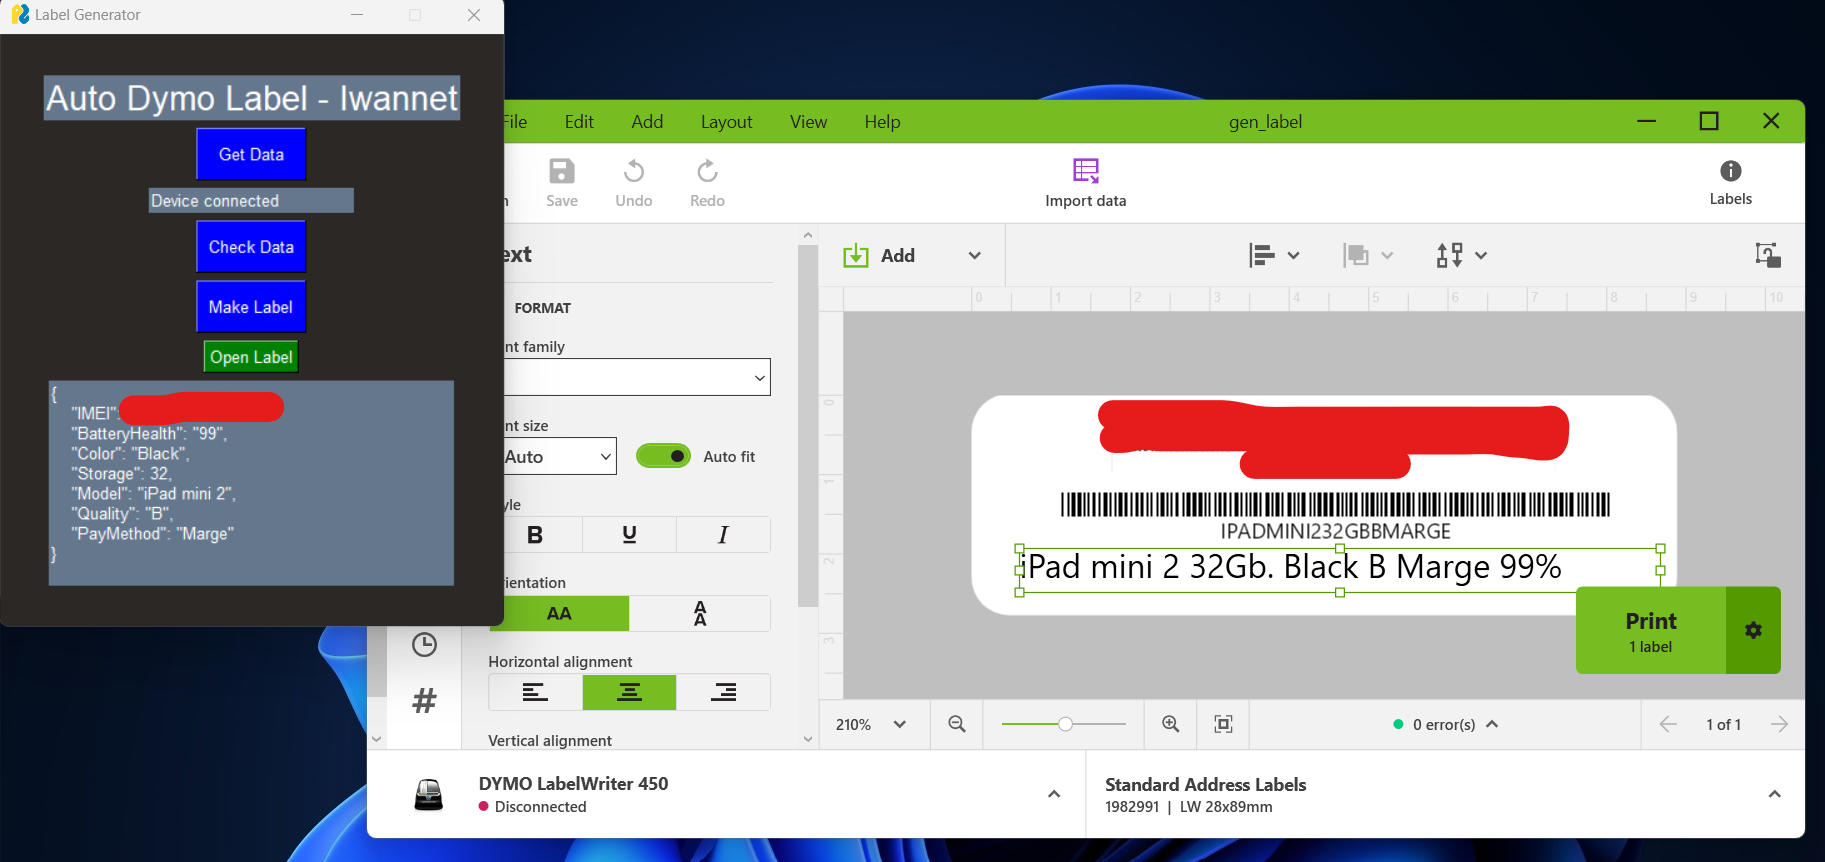 Label Generator
Auto Dymo Label - Iwannet
Get Data
Device connected
Check Data
Make Label
Open Label
{
"IMEI":
"BatteryHealth": "99",
"Color": "Black",
"Storage": 32,
"Model": "iPad mini 2",
"Quality": "B",
"PayMethod": "Marge"
}
File Edit Add Layout View Help
gen_label
Save Undo Redo
Import data
Labels
ext
FORMAT
nt family
nt size
Auto
Auto fit
yle
B U I
ientation
AA
A
A
Horizontal alignment
Vertical alignment
Add
0 1 2 3 4 5 6 7 8 9 10
0
1
2
3
IPADMINI232GBBMARGE
iPad mini 2 32Gb. Black B Marge 99%
Print
1 label
#
210%
0 error(s)
1 of 1
DYMO LabelWriter 450
Disconnected
Standard Address Labels
1982991 | LW 28x89mm